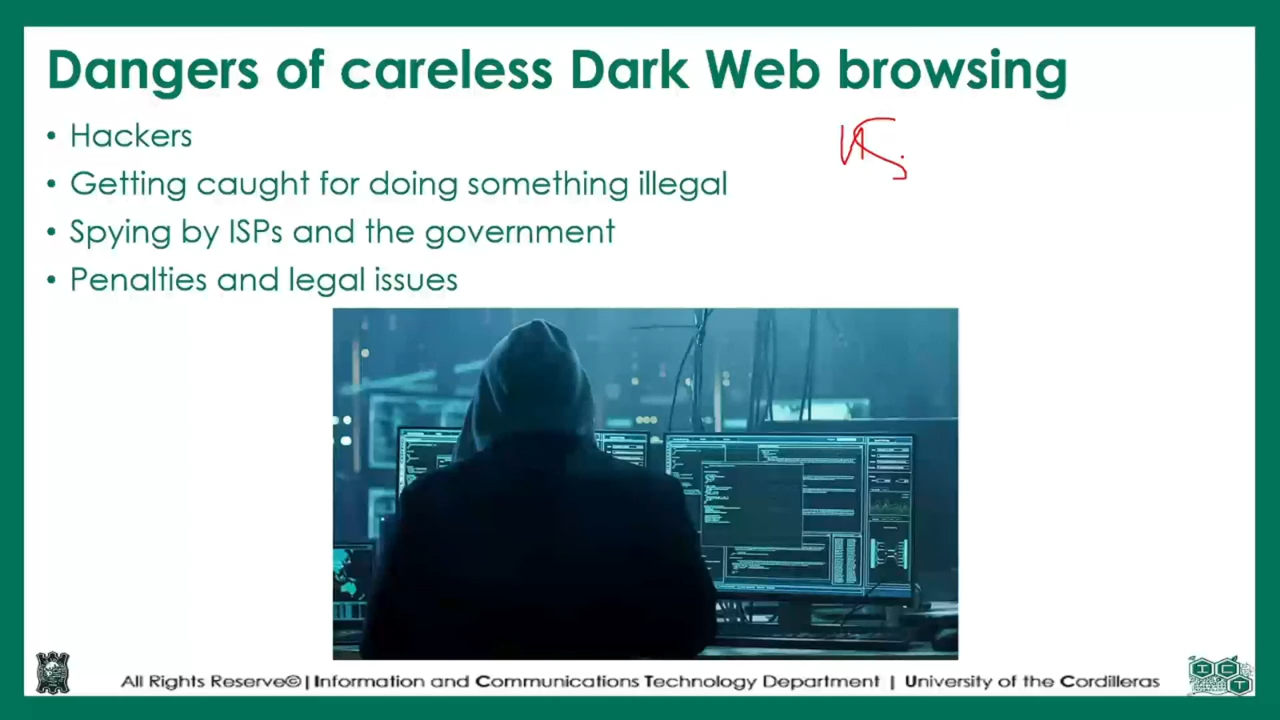 Dangers of careless Dark Web browsing
• Hackers
• Getting caught for doing something illegal
• Spying by ISPs and the government
• Penalties and legal issues
All Rights Reserve©| Information and Communications Technology Department | University of the Cordilleras